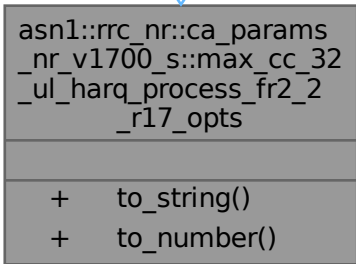 asn1::rrc_nr::ca_params
_nr_v1700_s::max_cc_32
_ul_harq_process_fr2_2
_r17_opts
+ to_string()
+ to_number()